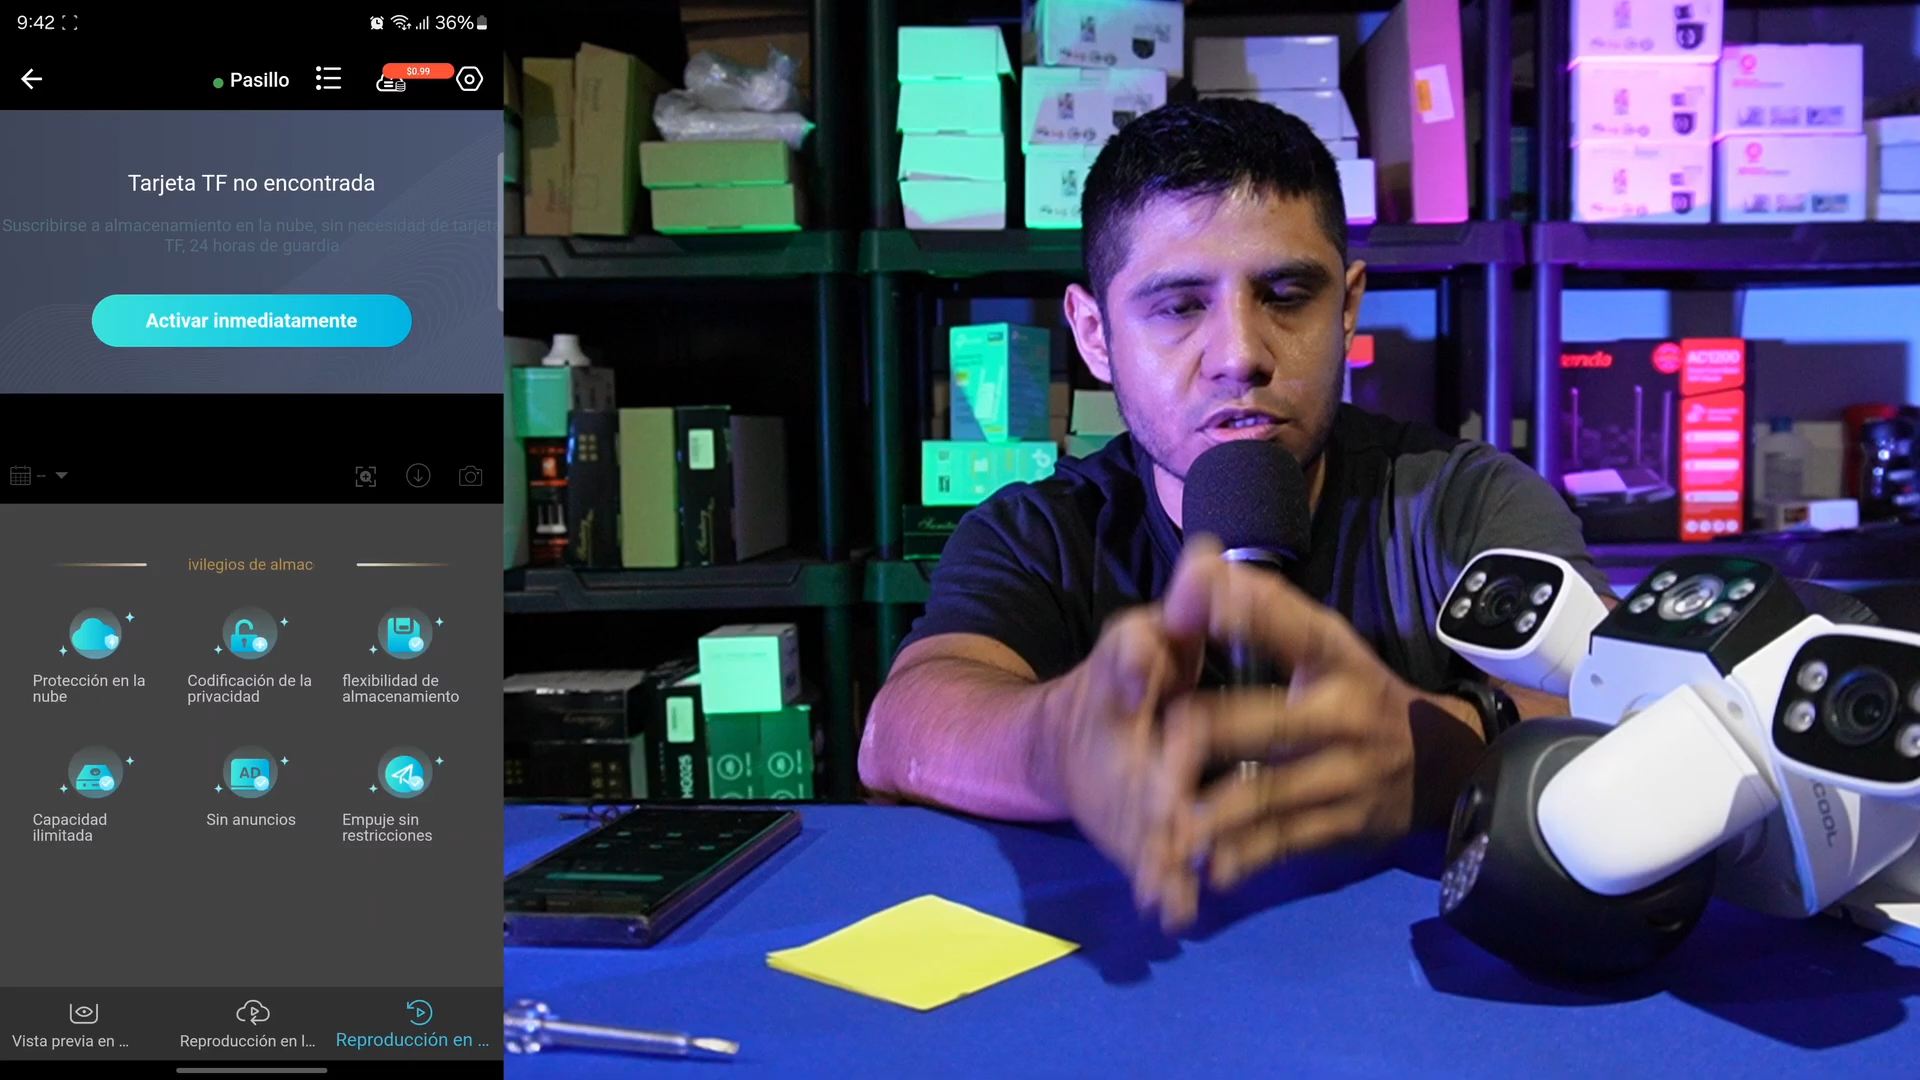 9:42
36%
Pasillo
$0.99
Tarjeta TF no encontrada
Suscribirse a almacenamiento en la nube, sin necesidad de tarjeta
TF, 24 horas de guardia
Activar inmediatamente
--
ivilegios de almac
Protección en la
nube
Codificación de la
privacidad
flexibilidad de
almacenamiento
AD
Capacidad
ilimitada
Sin anuncios
Empuje sin
restricciones
Vista previa en ...
Reproducción en l...
Reproducción en ...
enda
AC1200
HG025
COOL